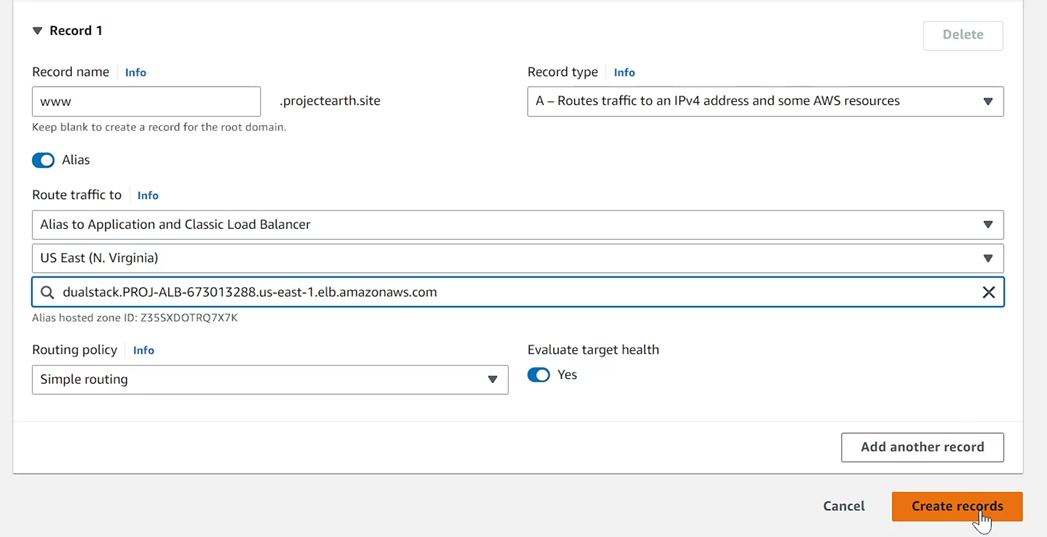 Record 1
Delete
Record name Info
Record type Info
www
.projectearth.site
A – Routes traffic to an IPv4 address and some AWS resources
Keep blank to create a record for the root domain.
Alias
Route traffic to Info
Alias to Application and Classic Load Balancer
US East (N. Virginia)
dualstack.PROJ-ALB-673013288.us-east-1.elb.amazonaws.com
Alias hosted zone ID: Z35SXDOTRQ7X7K
Routing policy Info
Evaluate target health
Simple routing
Yes
Add another record
Cancel
Create records